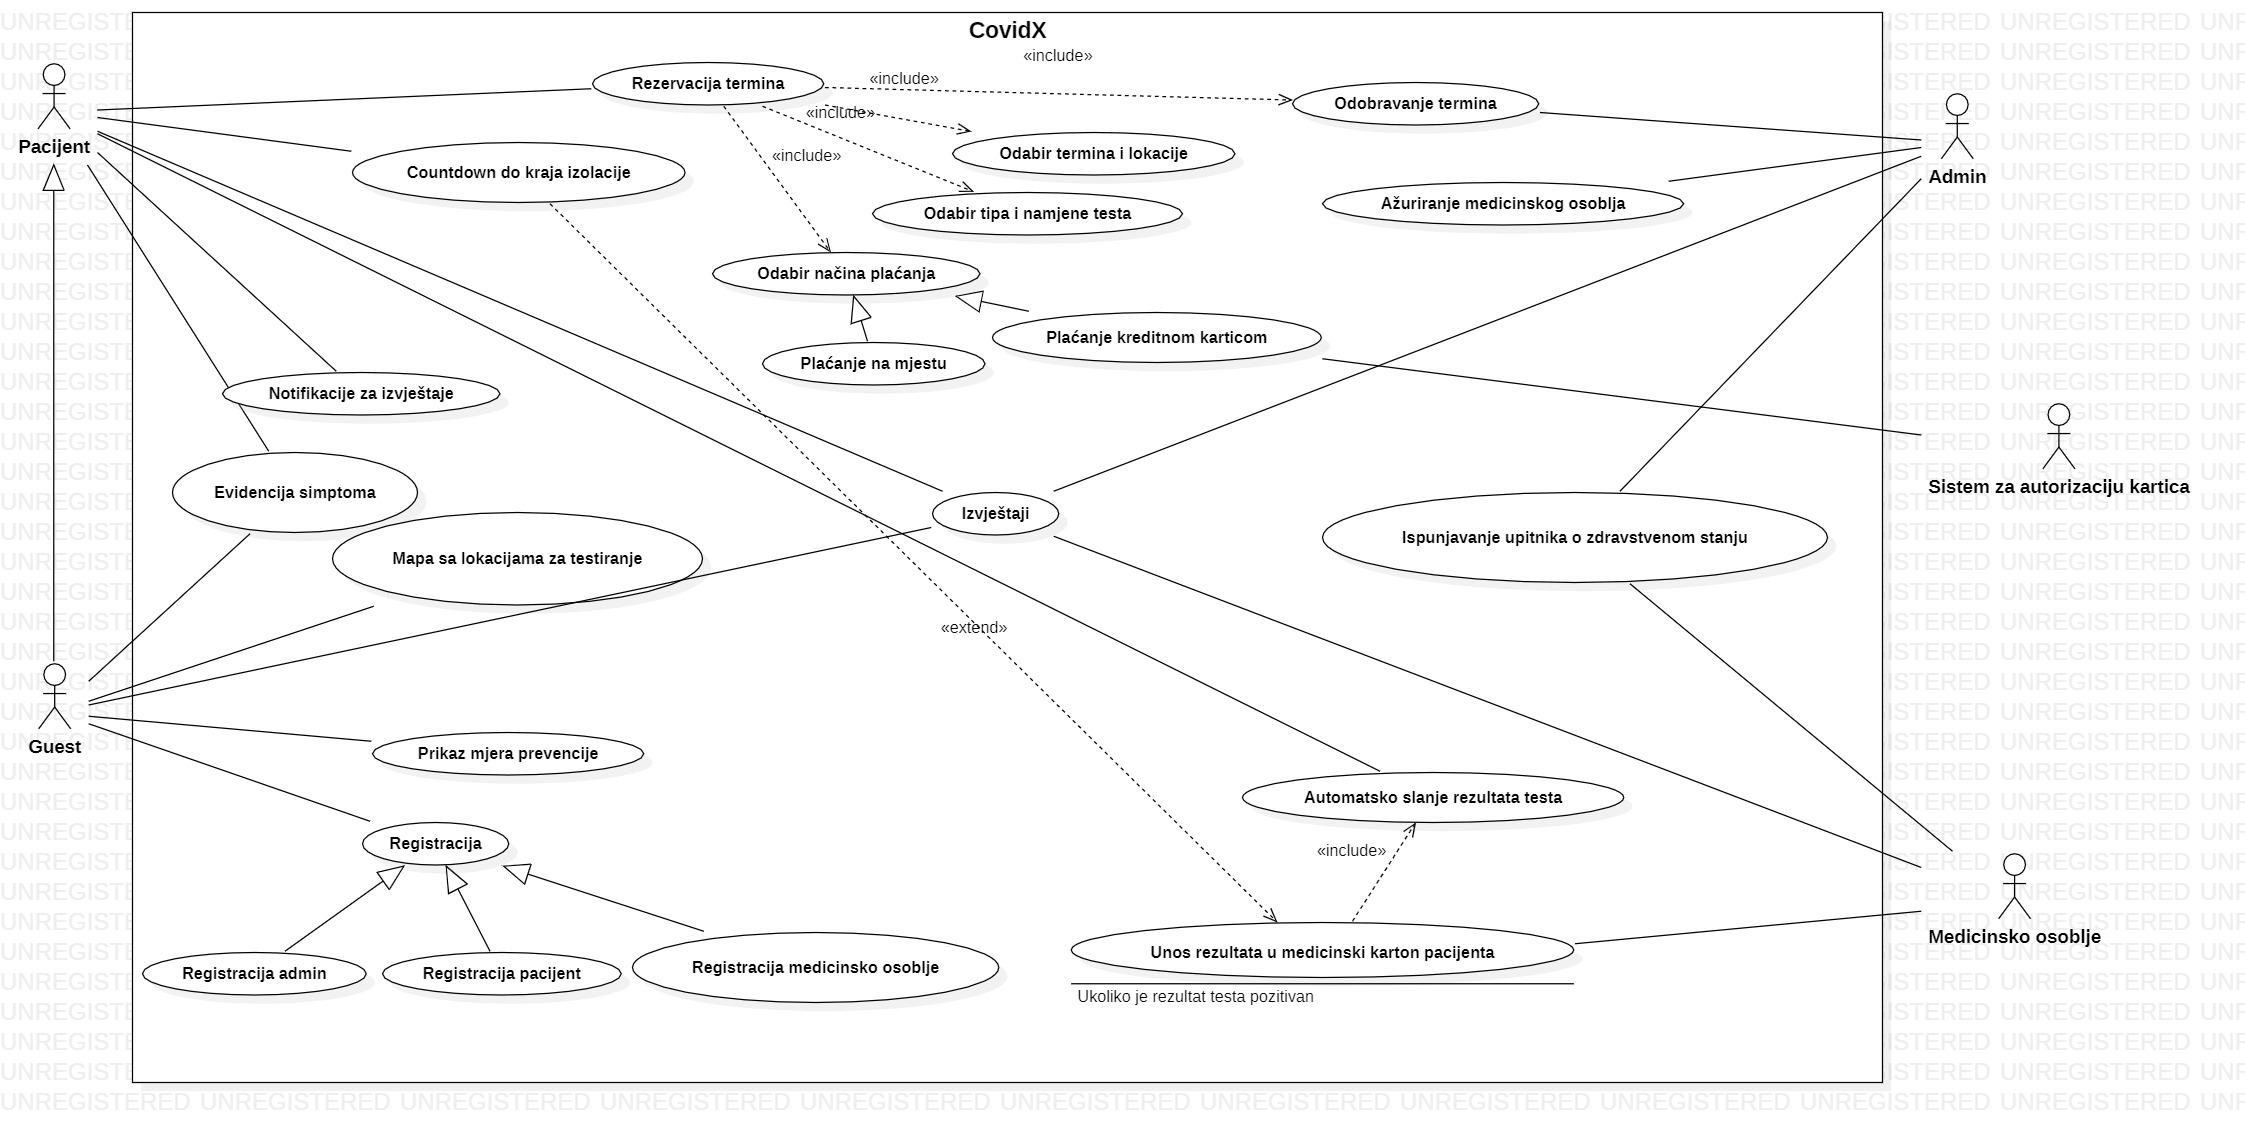 CovidX
«include»
«include»
Rezervacija termina
Odobravanje termina
«include»
Pacijent
Odabir termina i lokacije
«include»
Countdown do kraja izolacije
Admin
Ažuriranje medicinskog osoblja
Odabir tipa i namjene testa
Odabir načina plaćanja
Plaćanje kreditnom karticom
Plaćanje na mjestu
Notifikacije za izvještaje
Sistem za autorizaciju kartica
Evidencija simptoma
Izvještaji
Ispunjavanje upitnika o zdravstvenom stanju
Mapa sa lokacijama za testiranje
«extend»
Guest
Prikaz mjera prevencije
Automatsko slanje rezultata testa
Registracija
«include»
Medicinsko osoblje
Unos rezultata u medicinski karton pacijenta
Registracija admin
Registracija pacijent
Registracija medicinsko osoblje
Ukoliko je rezultat testa pozitivan
UNREGISTERED UNREGISTERED UNREGISTERED UNREGISTERED UNREGISTERED UNREGISTERED UNREGISTERED UNREGISTERED UNREGISTERED UNREGISTERED UNREGISTERED UNR